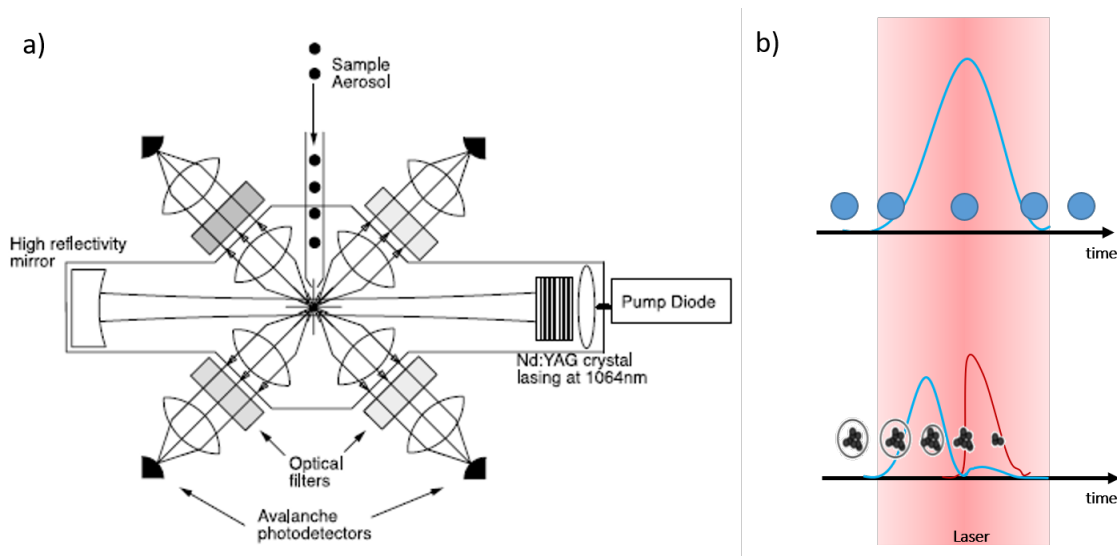 a)
Sample
Aerosol
High reflectivity
mirror
Pump Diode
Nd:YAG crystal
lasing at 1064nm
Optical
filters
Avalanche
photodetectors
b)
time
time
Laser